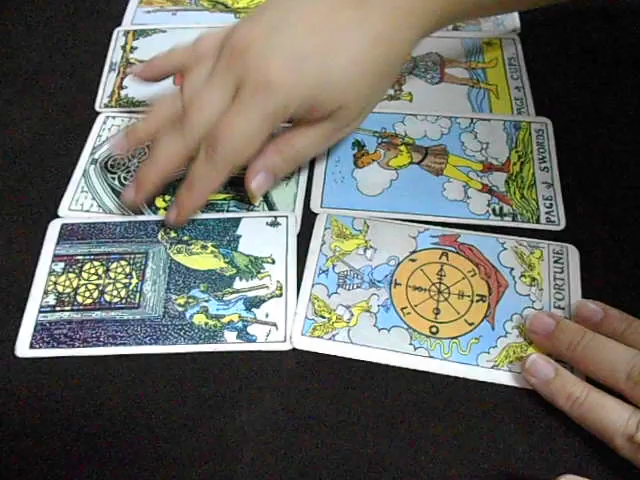 PAGE of CUPS.
PAGE of SWORDS.
X
FORTUNE.
T A R O